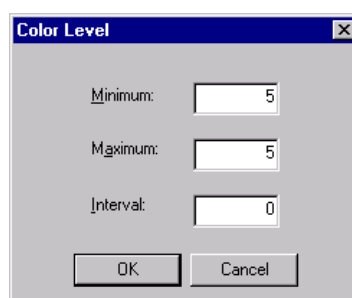 Color Level
Minimum: 5
Maximum: 5
Interval: 0
OK Cancel